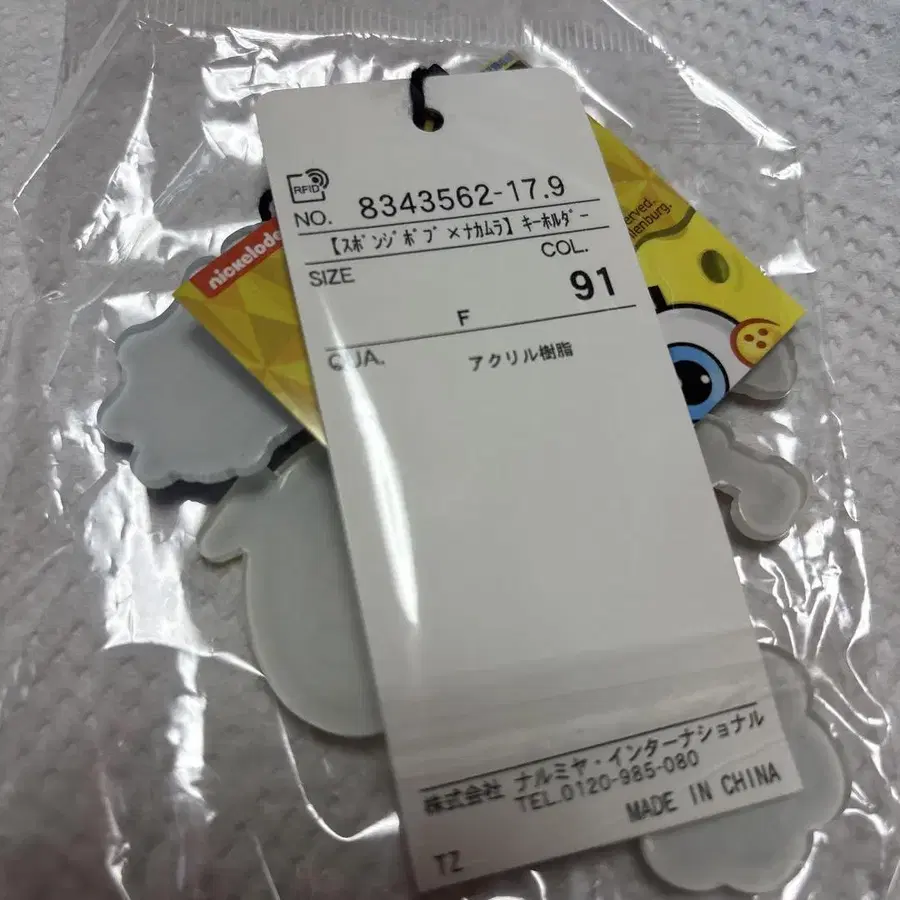 RFID
NO. 8343562-17.9
【ｽﾎﾟﾝｼﾞﾎﾞﾌﾞ×ﾅｶﾑﾗ】ｷｰﾎﾙﾀﾞｰ
SIZE COL.
F 91
QUA. アクリル樹脂
株式会社 ナルミヤ・インターナショナル
TEL.0120-985-080
MADE IN CHINA
TZ
nickelode
served.
llenburg.